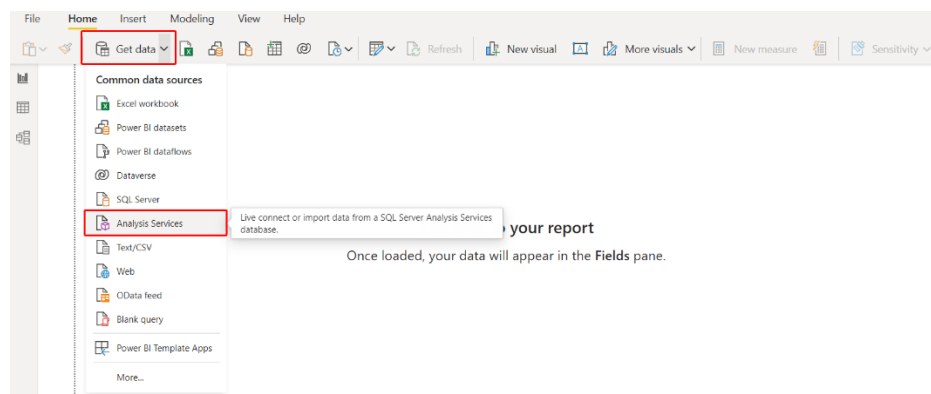 File Home Insert Modeling View Help
Get data Refresh New visual More visuals New measure Sensitivity
Common data sources
Excel workbook
Power BI datasets
Power BI dataflows
Dataverse
SQL Server
Analysis Services
Live connect or import data from a SQL Server Analysis Services
database.
your report
Text/CSV
Once loaded, your data will appear in the Fields pane.
Web
OData feed
Blank query
Power BI Template Apps
More...